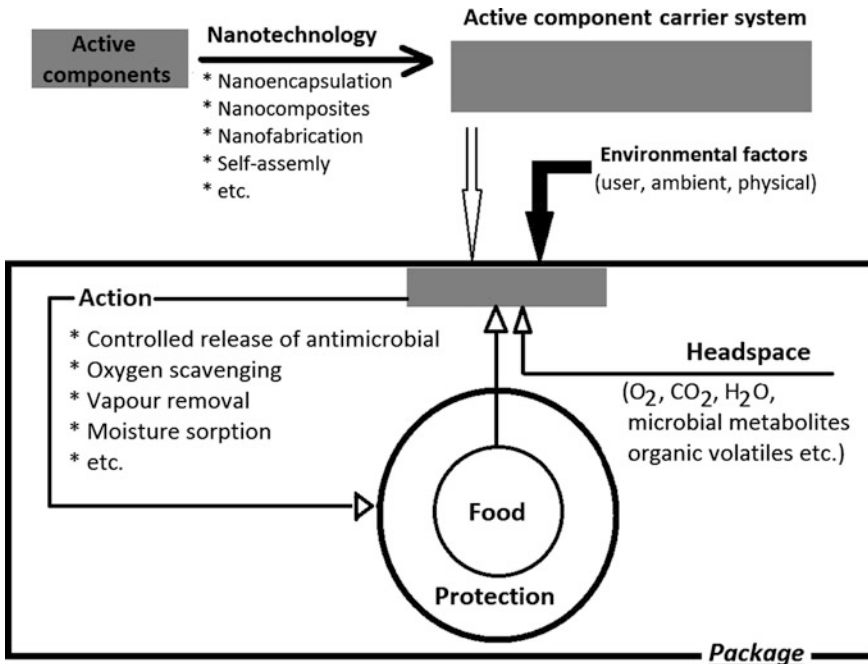 Active component carrier system
Active
components
Nanotechnology
* Nanoencapsulation
* Nanocomposites
* Nanofabrication
* Self-assemly
* etc.
Environmental factors
(user, ambient, physical)
Action
* Controlled release of antimicrobial
* Oxygen scavenging
* Vapour removal
* Moisture sorption
* etc.
Headspace
(O₂, CO₂, H₂O,
microbial metabolites
organic volatiles etc.)
Food
Protection
Package